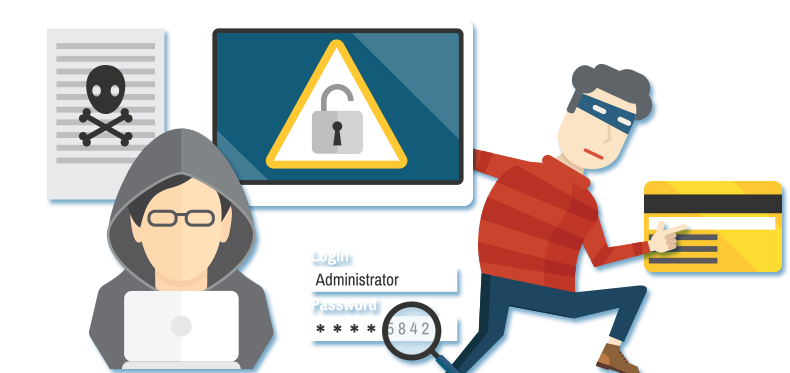 Login
Administrator
Password
* * * * 5842